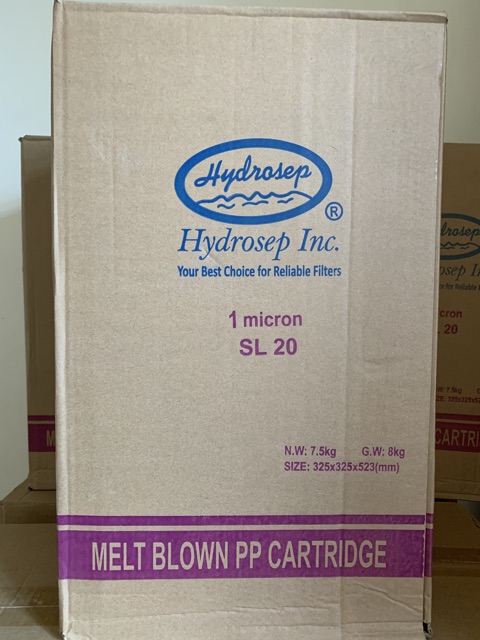 Hydrosep
®
Hydrosep Inc.
Your Best Choice for Reliable Filters
1 micron
SL 20
N.W: 7.5kg G.W: 8kg
SIZE: 325x325x523(mm)
MELT BLOWN PP CARTRIDGE
20